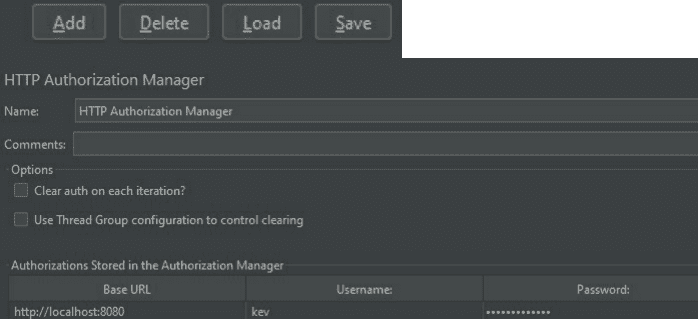 Add Delete Load Save
HTTP Authorization Manager
Name: HTTP Authorization Manager
Comments:
Options
Clear auth on each iteration?
Use Thread Group configuration to control clearing
Authorizations Stored in the Authorization Manager
Base URL Username: Password:
http://localhost:8080 kev •••••••••••••